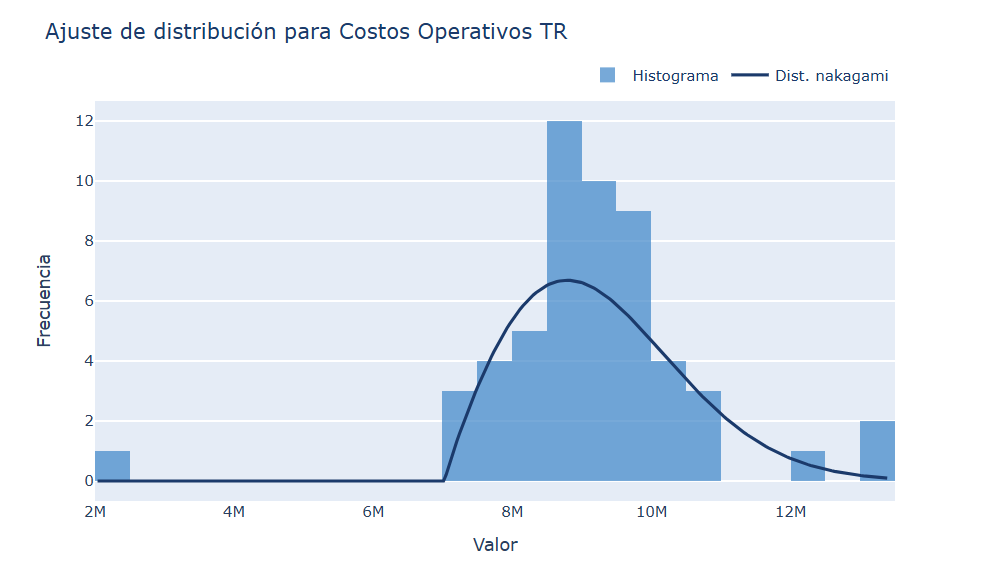 Ajuste de distribución para Costos Operativos TR
Histograma
Dist. nakagami
12
10
8
6
4
2
0
Frecuencia
2M
4M
6M
8M
10M
12M
Valor